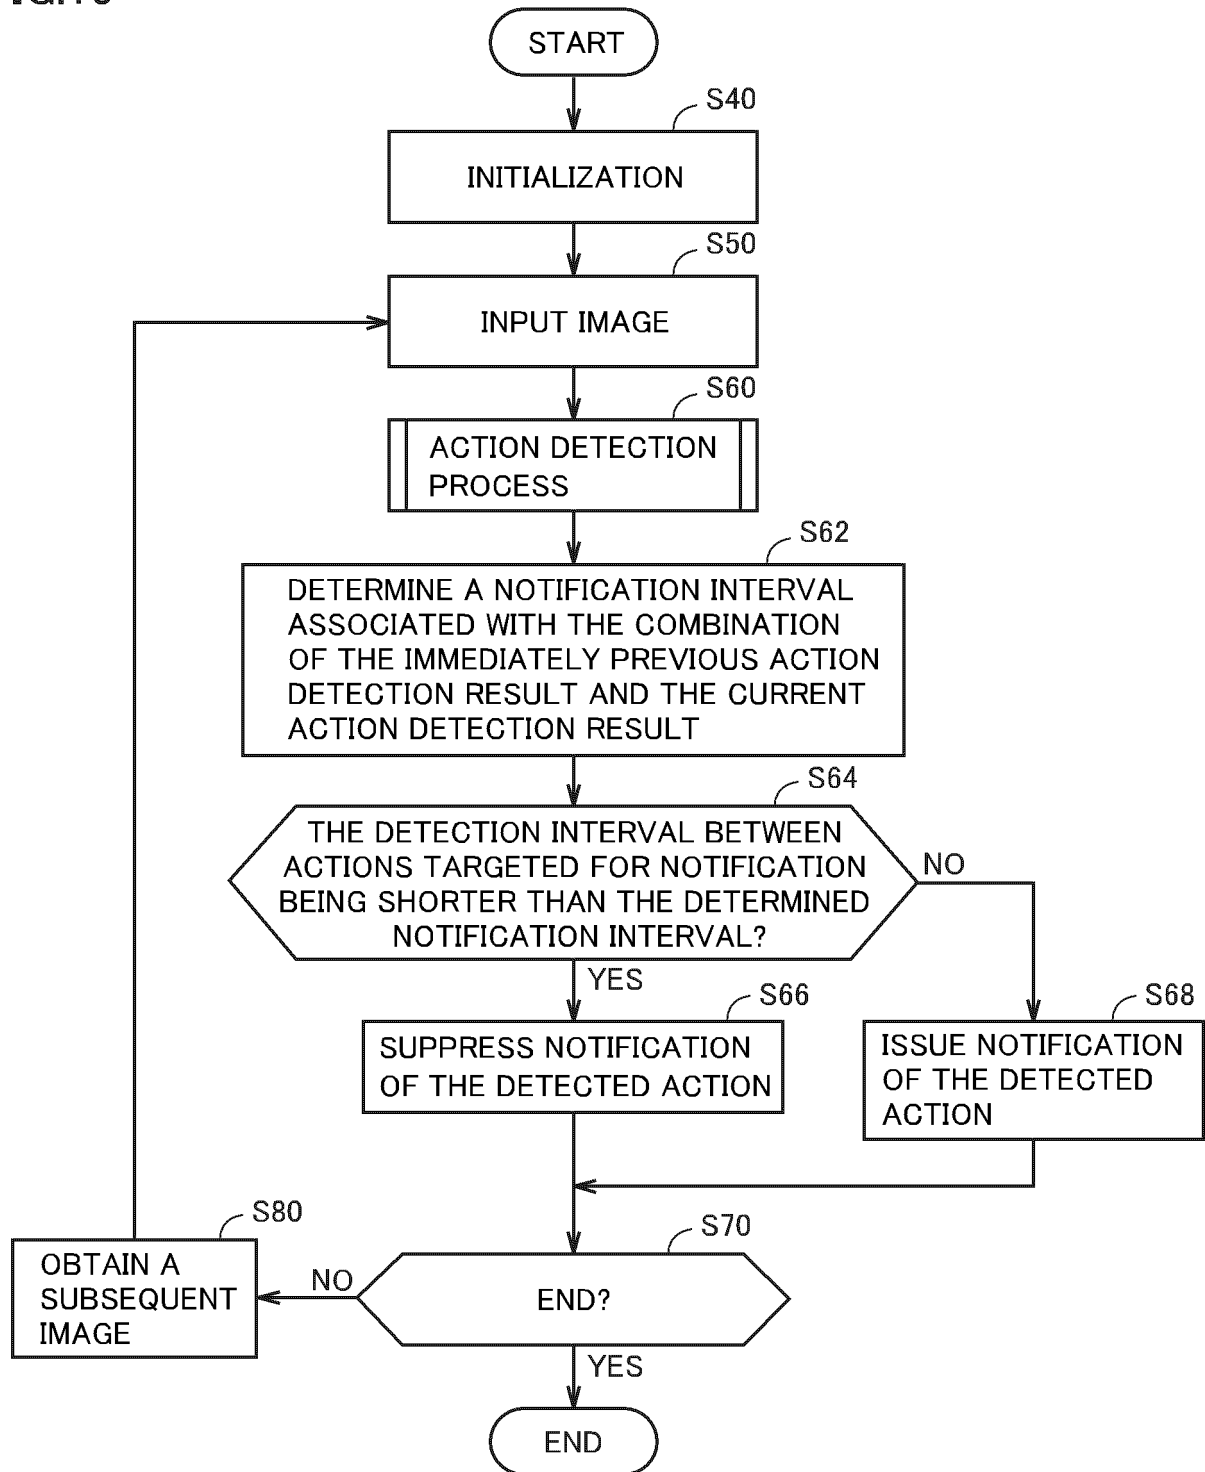 START
S40
INITIALIZATION
S50
INPUT IMAGE
S60
ACTION DETECTION
PROCESS
S62
DETERMINE A NOTIFICATION INTERVAL
ASSOCIATED WITH THE COMBINATION
OF THE IMMEDIATELY PREVIOUS ACTION
DETECTION RESULT AND THE CURRENT
ACTION DETECTION RESULT
S64
THE DETECTION INTERVAL BETWEEN
ACTIONS TARGETED FOR NOTIFICATION
BEING SHORTER THAN THE DETERMINED
NOTIFICATION INTERVAL?
NO
YES
S66
SUPPRESS NOTIFICATION
OF THE DETECTED ACTION
S68
ISSUE NOTIFICATION
OF THE DETECTED
ACTION
S80
OBTAIN A
SUBSEQUENT
IMAGE
NO
S70
END?
YES
END